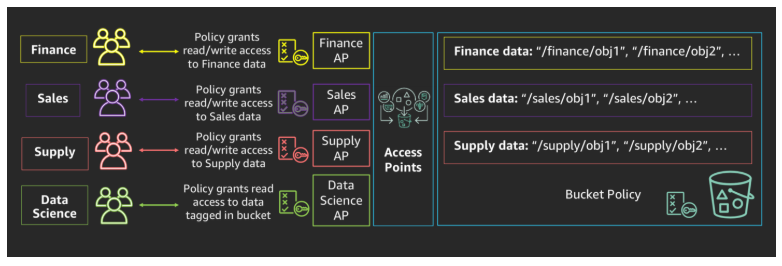 Finance
Policy grants
read/write access
to Finance data
Finance
AP
Sales
Policy grants
read/write access
to Sales data
Sales
AP
Supply
Policy grants
read/write access
to Supply data
Supply
AP
Data
Science
Policy grants read
access to data
tagged in bucket
Data
Science
AP
Access
Points
Finance data: “/finance/obj1”, “/finance/obj2”, …
Sales data: “/sales/obj1”, “/sales/obj2”, …
Supply data: “/supply/obj1”, “/supply/obj2”, …
Bucket Policy